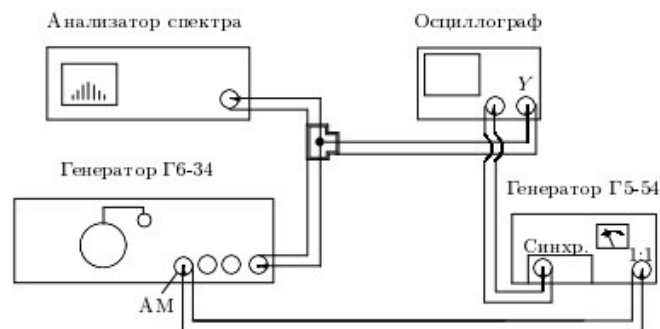 Анализатор спектра
Осциллограф
Y
Генератор Г6-34
Генератор Г5-54
Синхр.
1:1
АМ